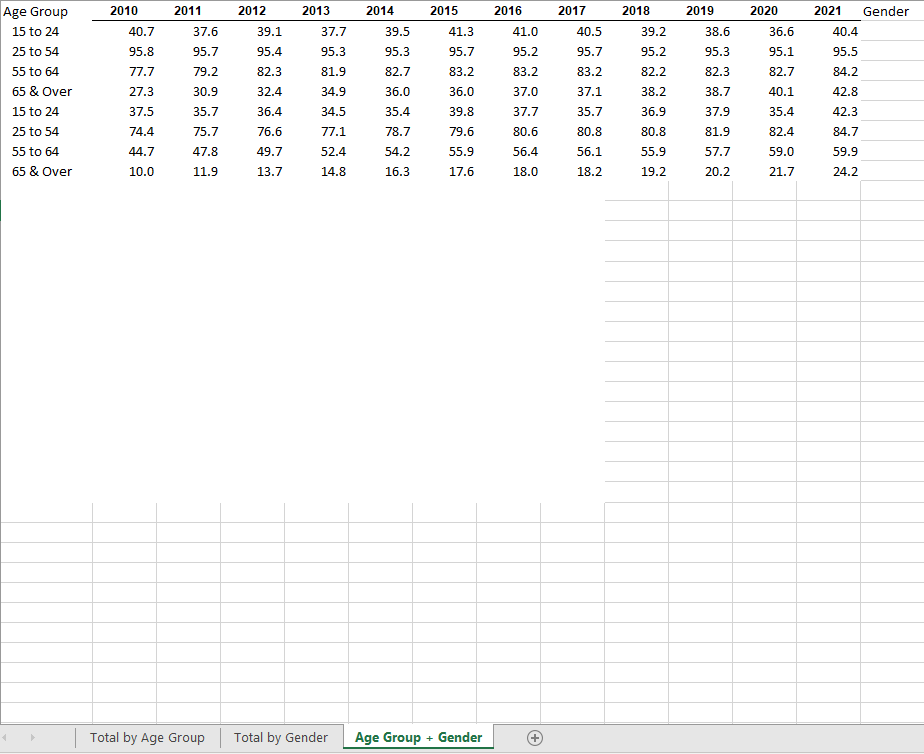 Age Group 2010 2011 2012 2013 2014 2015 2016 2017 2018 2019 2020 2021 Gender
15 to 24 40.7 37.6 39.1 37.7 39.5 41.3 41.0 40.5 39.2 38.6 36.6 40.4
25 to 54 95.8 95.7 95.4 95.3 95.3 95.7 95.2 95.7 95.2 95.3 95.1 95.5
55 to 64 77.7 79.2 82.3 81.9 82.7 83.2 83.2 83.2 82.2 82.3 82.7 84.2
65 & Over 27.3 30.9 32.4 34.9 36.0 36.0 37.0 37.1 38.2 38.7 40.1 42.8
15 to 24 37.5 35.7 36.4 34.5 35.4 39.8 37.7 35.7 36.9 37.9 35.4 42.3
25 to 54 74.4 75.7 76.6 77.1 78.7 79.6 80.6 80.8 80.8 81.9 82.4 84.7
55 to 64 44.7 47.8 49.7 52.4 54.2 55.9 56.4 56.1 55.9 57.7 59.0 59.9
65 & Over 10.0 11.9 13.7 14.8 16.3 17.6 18.0 18.2 19.2 20.2 21.7 24.2
Total by Age Group Total by Gender Age Group + Gender